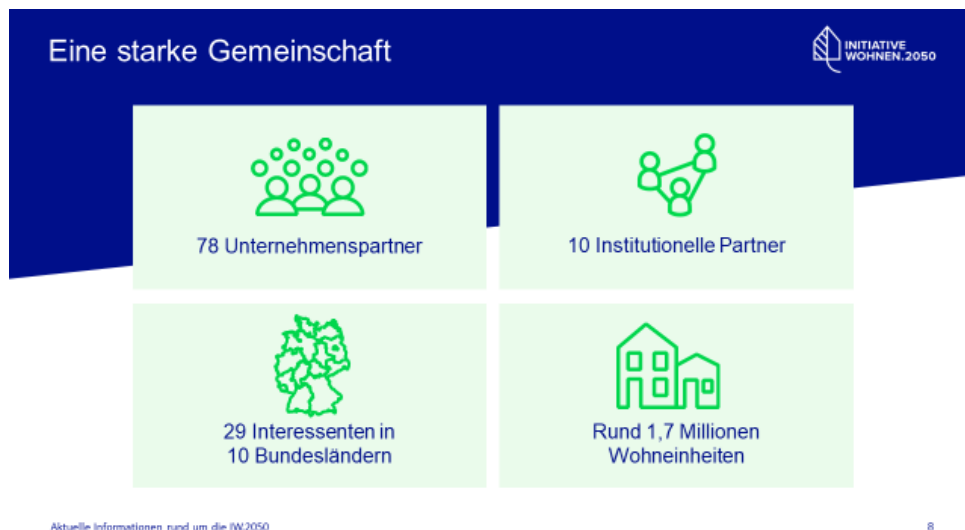 Eine starke Gemeinschaft
INITIATIVE
WOHNEN.2050
78 Unternehmenspartner
10 Institutionelle Partner
29 Interessenten in
10 Bundesländern
Rund 1,7 Millionen
Wohneinheiten
Aktuelle Informationen rund um die IW.2050
8